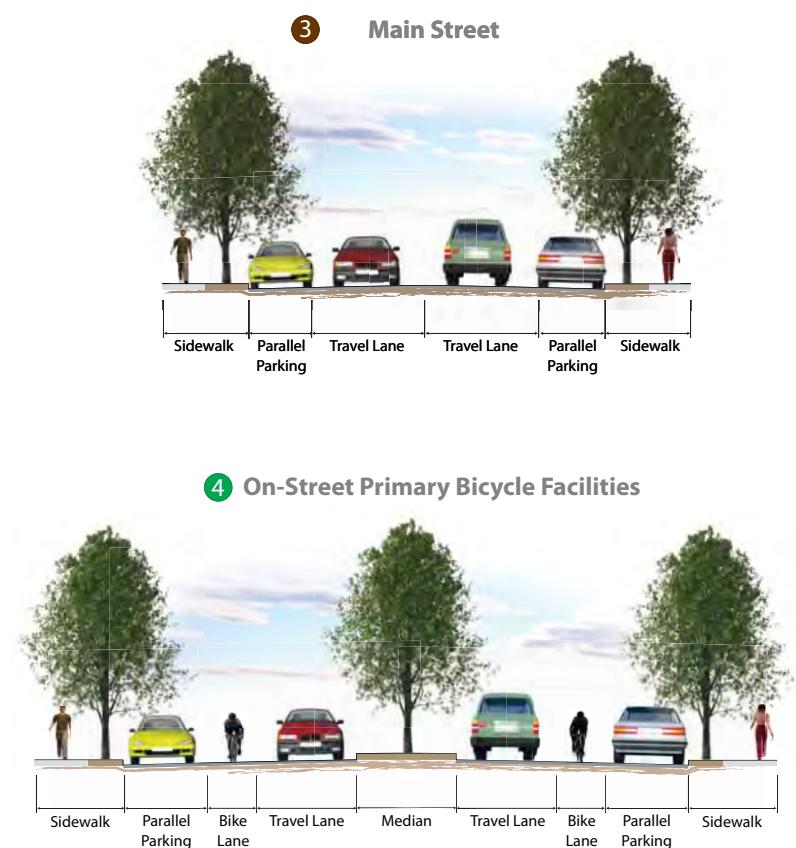 3 Main Street
Sidewalk Parallel Parking Travel Lane Travel Lane Parallel Parking Sidewalk
4 On-Street Primary Bicycle Facilities
Sidewalk Parallel Parking Bike Lane Travel Lane Median Travel Lane Bike Lane Parallel Parking Sidewalk